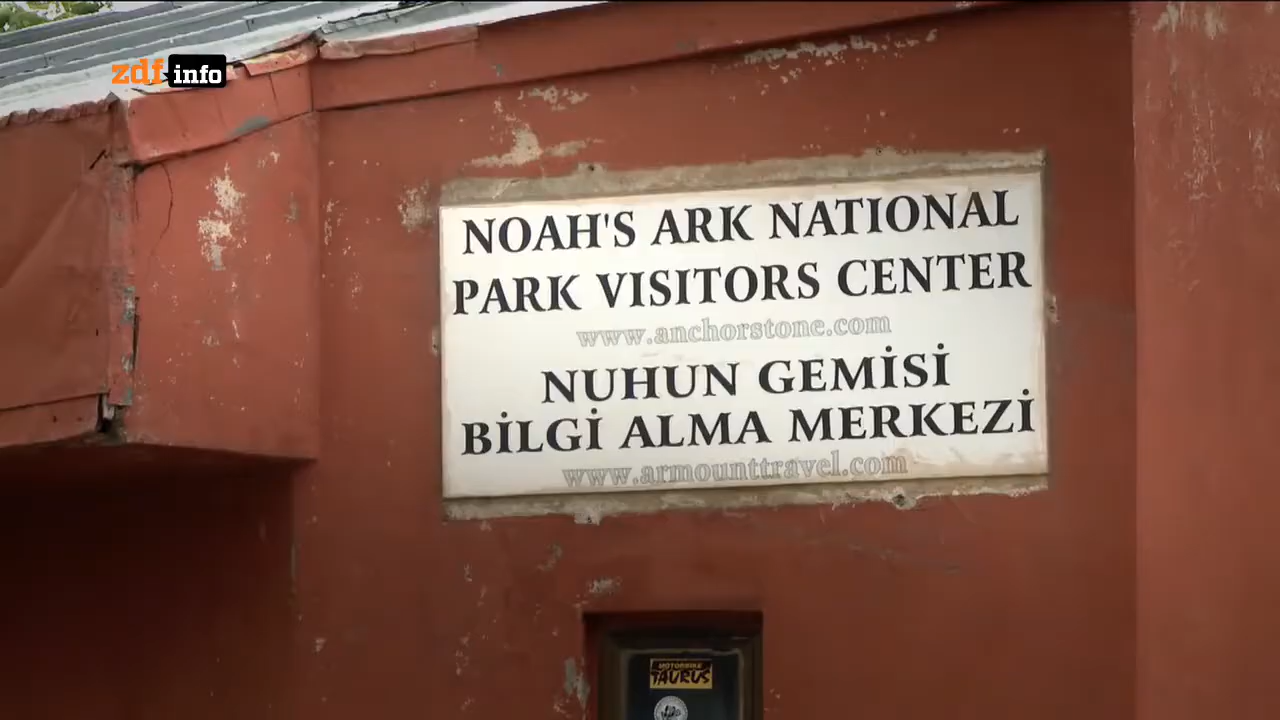 zdf info
NOAH'S ARK NATIONAL
PARK VISITORS CENTER
www.anchorstone.com
NUHUN GEMİSİ
BİLGİ ALMA MERKEZİ
www.armounttravel.com
MOTORBIKE
TAURUS